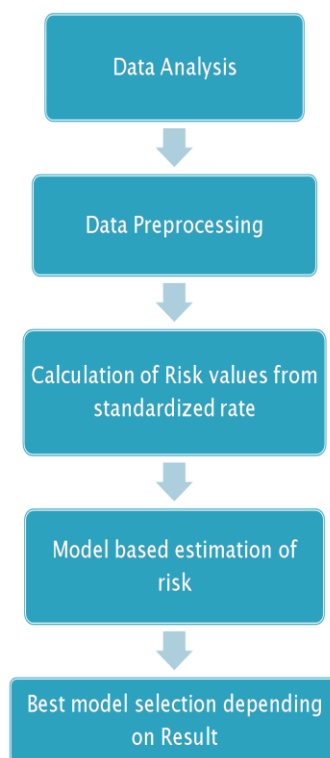 Data Analysis
Data Preprocessing
Calculation of Risk values from
standardized rate
Model based estimation of
risk
Best model selection depending
on Result